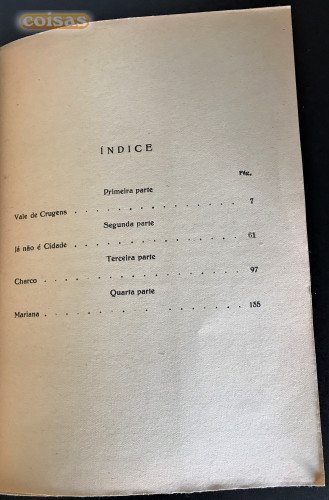 coisas
ÍNDICE
Pág.
Primeira parte
Vale de Crugens . . . . . . . . . . . . . . 7
Segunda parte
Já não é Cidade . . . . . . . . . . . . . . 61
Terceira parte
Charco . . . . . . . . . . . . . . . . 97
Quarta parte
Mariana . . . . . . . . . . . . . . . . 155